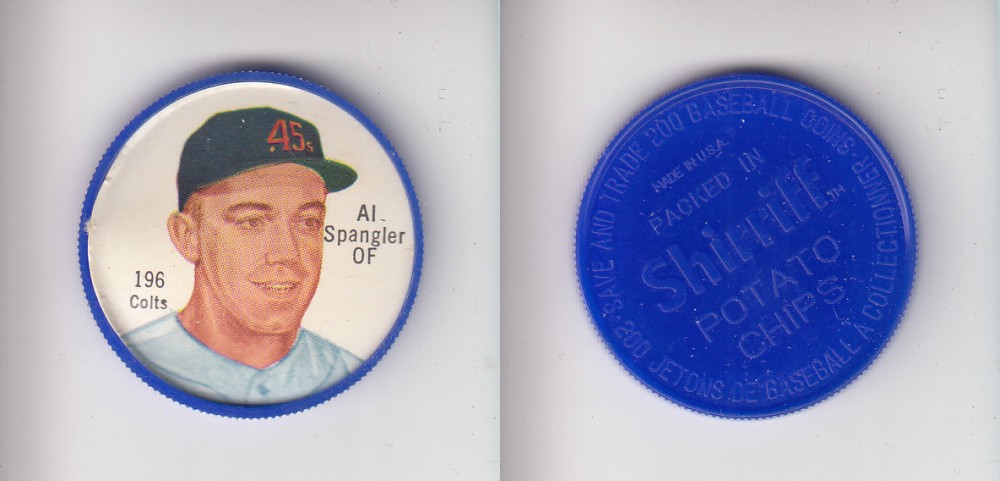 .45s
Al
Spangler
OF
196
Colts
SAVE AND TRADE 200 BASEBALL COINS
MADE IN U.S.A.
PACKED IN
Shirriff TM
POTATO
CHIPS
200 JETONS DE BASEBALL À COLLECTIONNER